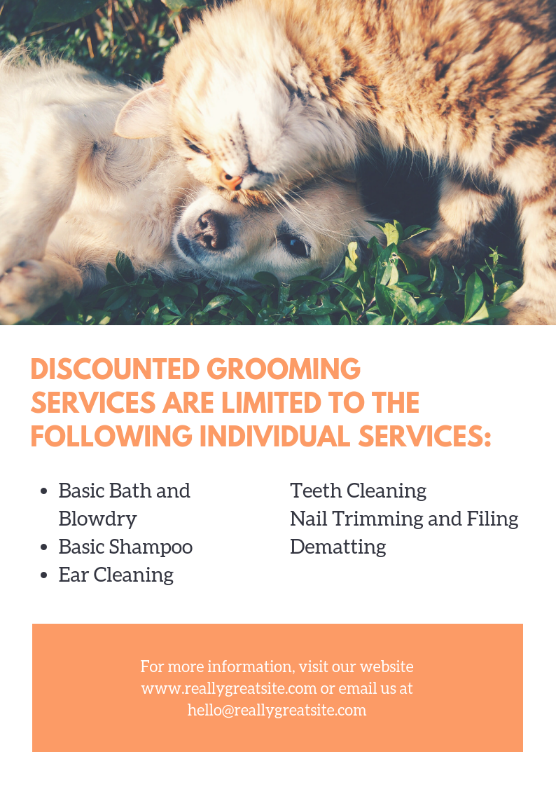 DISCOUNTED GROOMING
SERVICES ARE LIMITED TO THE
FOLLOWING INDIVIDUAL SERVICES:
• Basic Bath and
Blowdry
• Basic Shampoo
• Ear Cleaning
Teeth Cleaning
Nail Trimming and Filing
Dematting
For more information, visit our website
www.reallygreatsite.com or email us at
hello@reallygreatsite.com